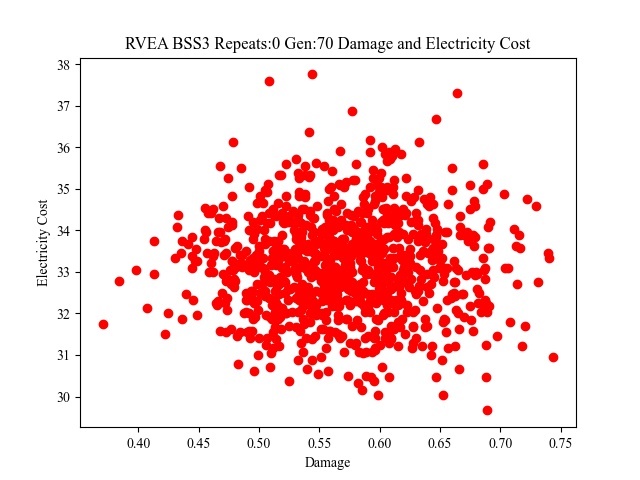 RVEA BSS3 Repeats:0 Gen:70 Damage and Electricity Cost
38
37
36
35
34
33
32
31
30
Electricity Cost
0.40 0.45 0.50 0.55 0.60 0.65 0.70 0.75
Damage